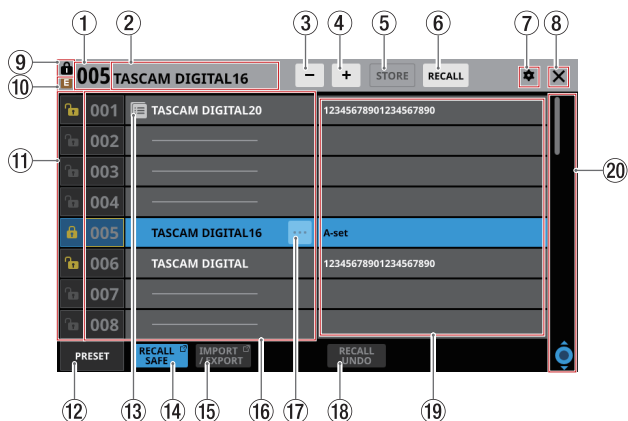 ① ② ③ ④ ⑤ ⑥ ⑦ ⑧
⑨ 005 TASCAM DIGITAL16 − + STORE RECALL
⑩ E
001 TASCAM DIGITAL20 12345678901234567890
002
⑪ 003 ⑳
004
005 TASCAM DIGITAL16 ... A-set
006 TASCAM DIGITAL 12345678901234567890
007
008
PRESET RECALL SAFE IMPORT / EXPORT RECALL UNDO
⑫ ⑬ ⑭ ⑮ ⑯ ⑰ ⑱ ⑲